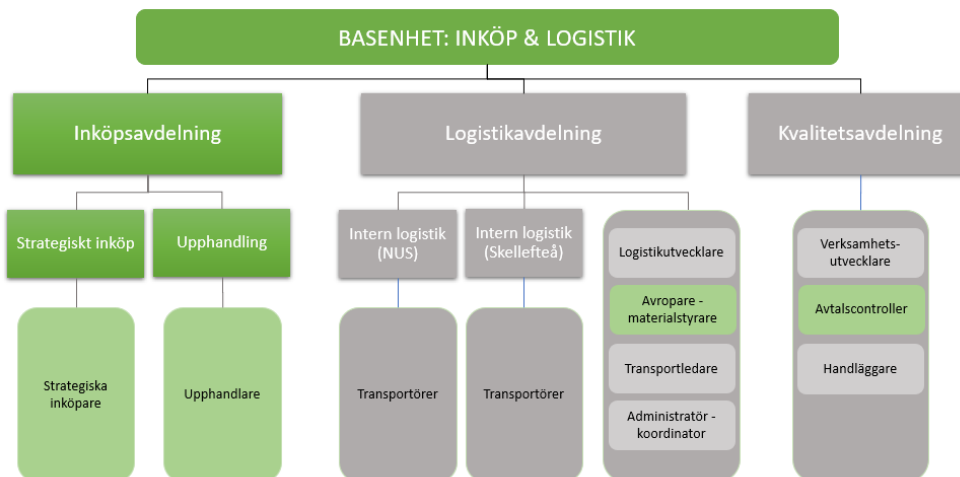 BASENHET: INKÖP & LOGISTIK
Inköpsavdelning
Logistikavdelning
Kvalitetsavdelning
Strategiskt inköp
Upphandling
Intern logistik
(NUS)
Intern logistik
(Skellefteå)
Logistikutvecklare
Avropare -
materialstyrare
Transportledare
Administratör -
koordinator
Verksamhets-
utvecklare
Avtalscontroller
Handläggare
Strategiska
inköpare
Upphandlare
Transportörer
Transportörer